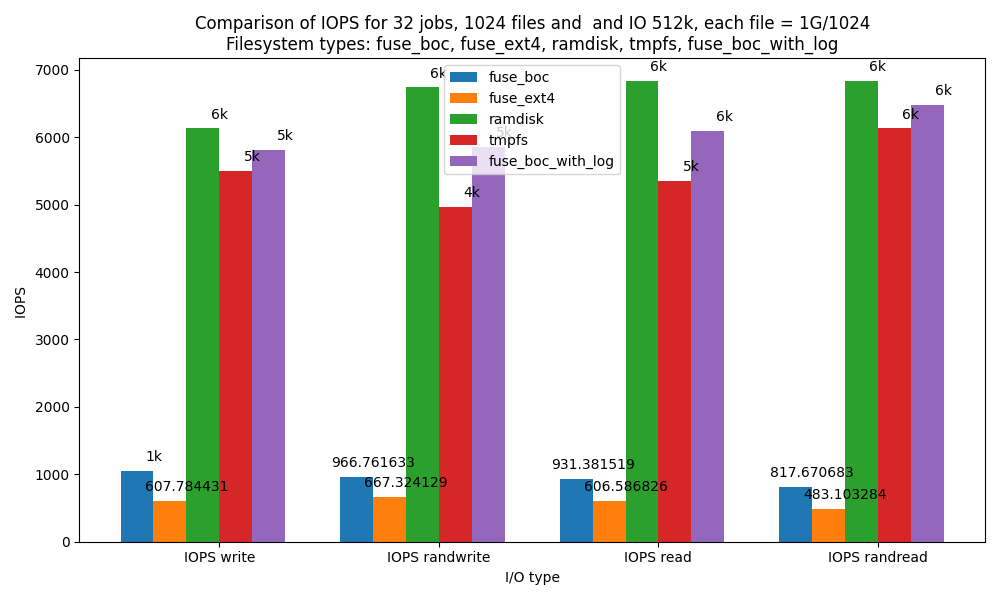 Comparison of IOPS for 32 jobs, 1024 files and  and IO 512k, each file = 1G/1024
Filesystem types: fuse_boc, fuse_ext4, ramdisk, tmpfs, fuse_boc_with_log
fuse_boc
fuse_ext4
ramdisk
tmpfs
fuse_boc_with_log
IOPS
7000
6000
5000
4000
3000
2000
1000
0
1k
607.784431
6k
5k
5k
966.761633
667.324129
6k
4k
5k
931.381519
606.586826
6k
5k
6k
817.670683
483.103284
6k
6k
6k
IOPS write
IOPS randwrite
IOPS read
IOPS randread
I/O type